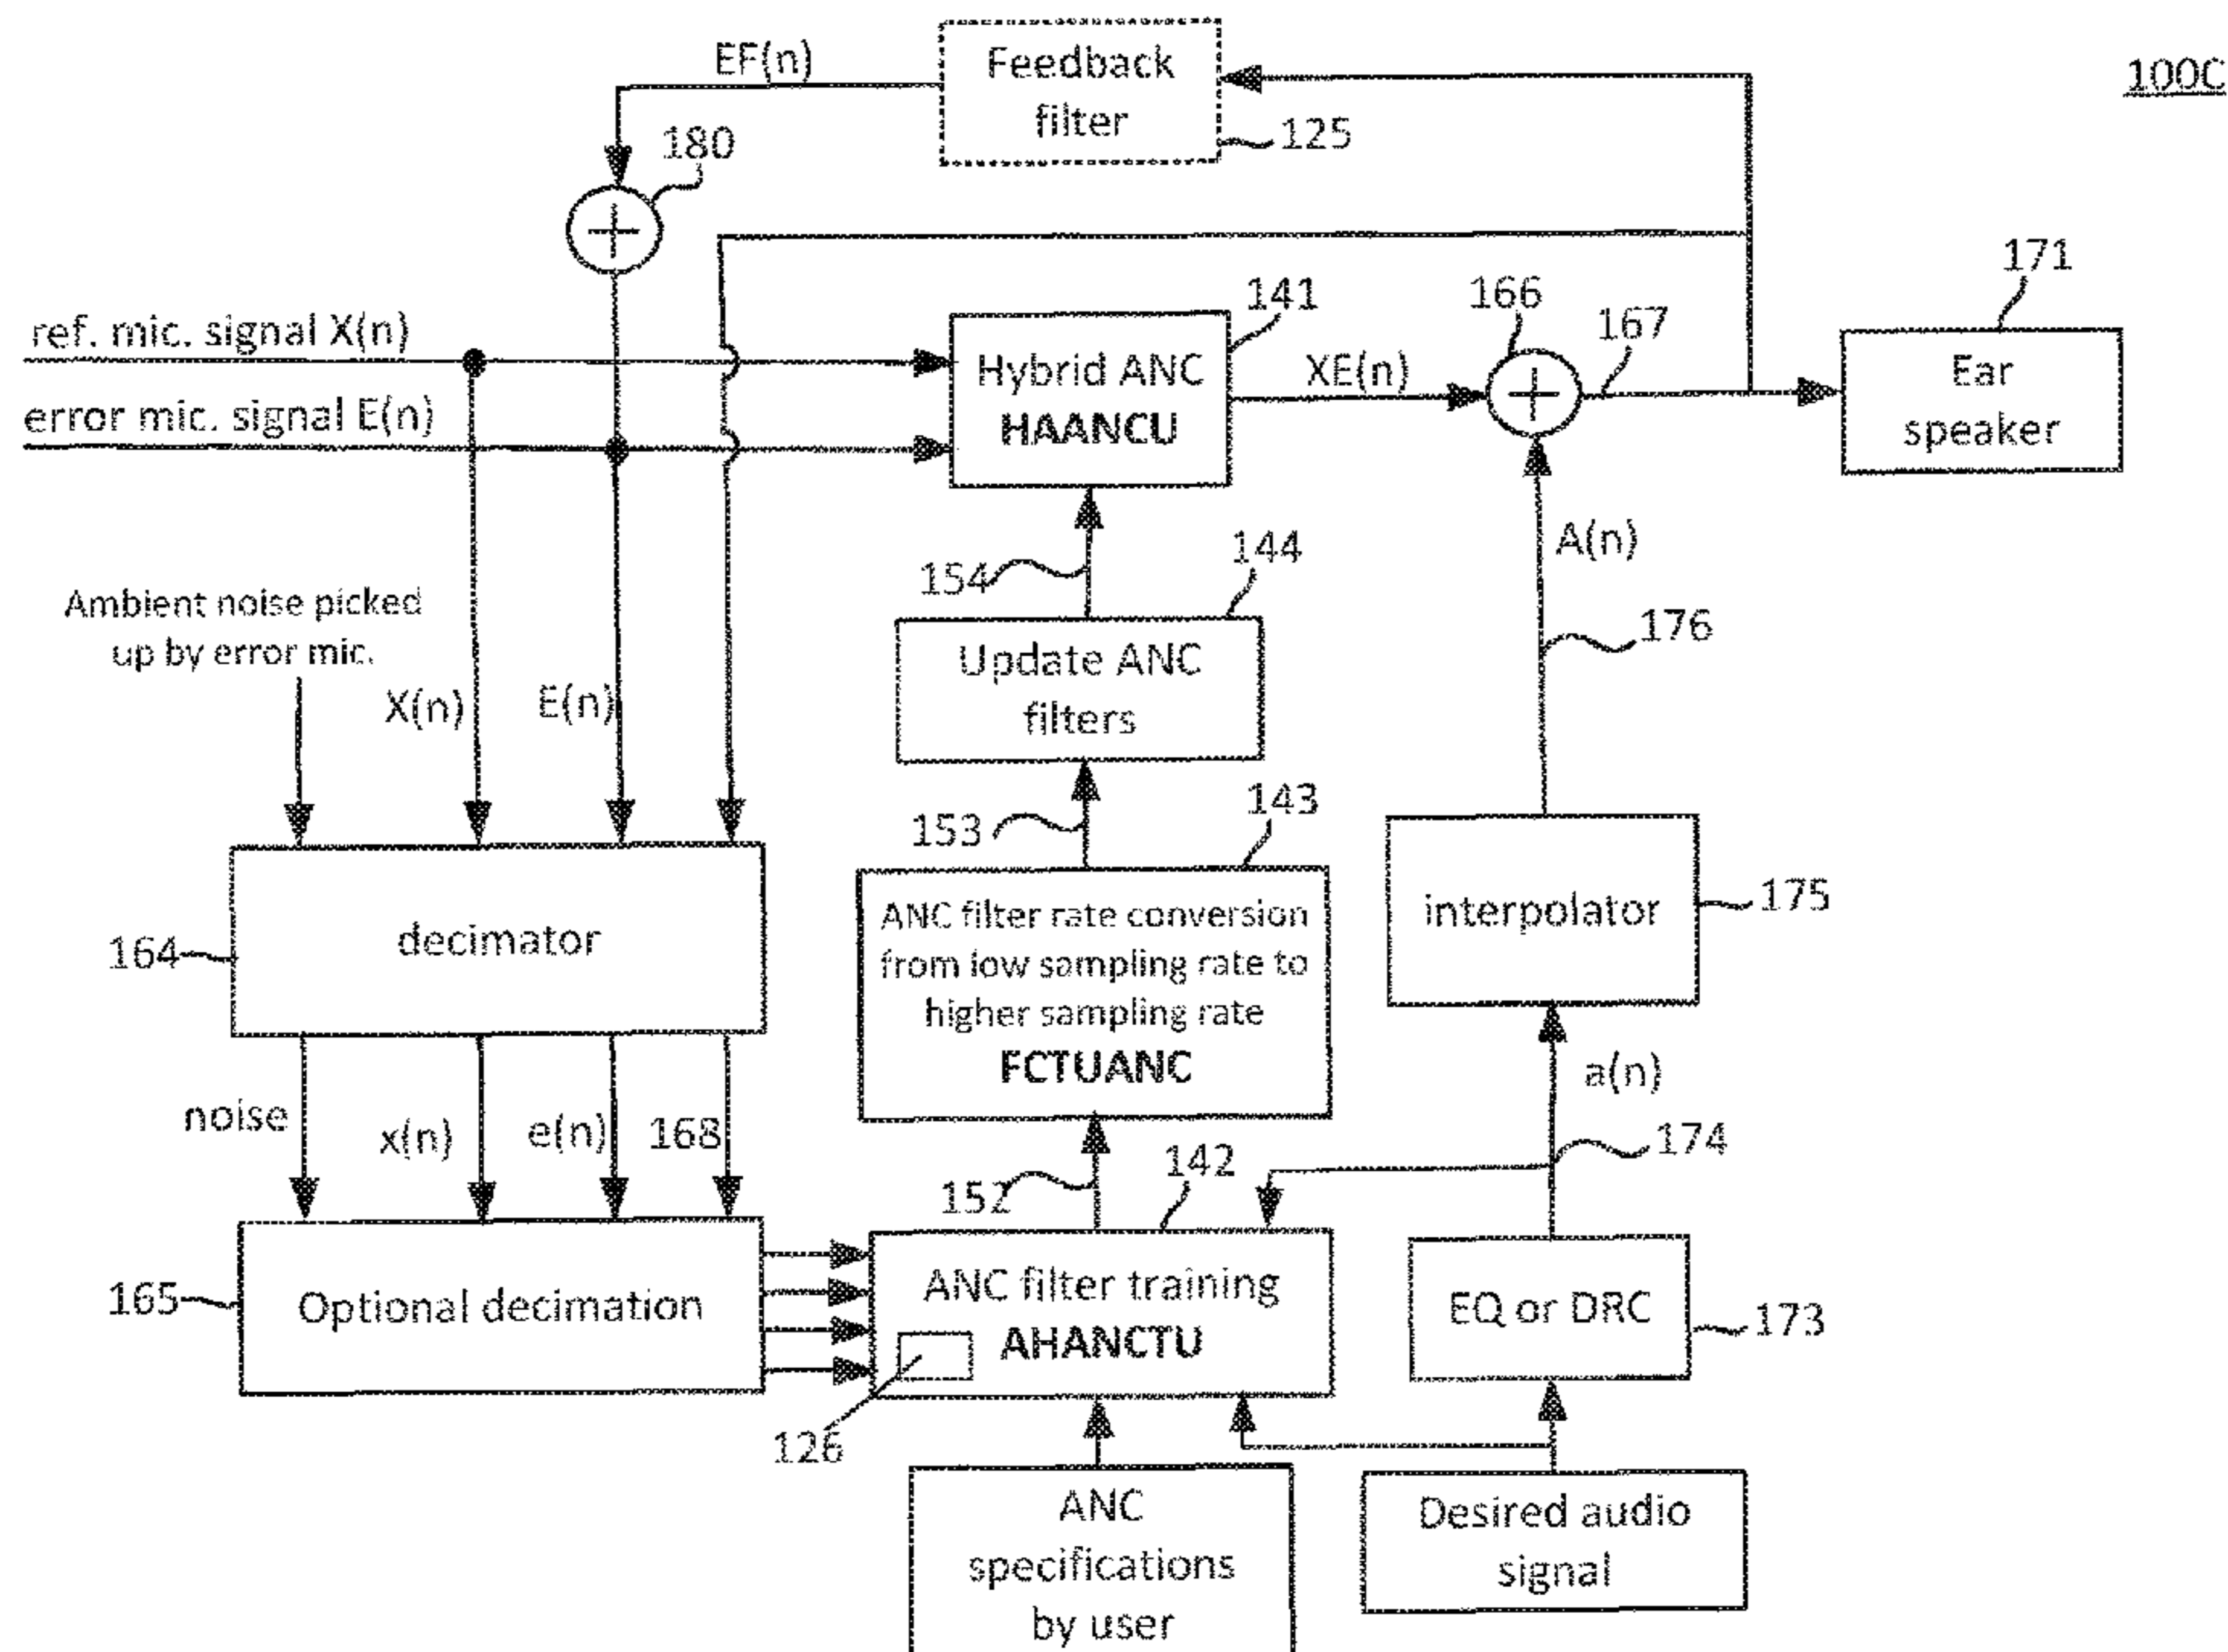 100C
EF(n)
Feedback
filter
125
180
ref. mic. signal X(n)
error mic. signal E(n)
Hybrid ANC
HAANCU
141
XE(n)
166
167
171
Ear
speaker
Ambient noise picked
up by error mic.
X(n)
E(n)
154
144
Update ANC
filters
A(n)
176
153
143
164
decimator
ANC filter rate conversion
from low sampling rate to
higher sampling rate
FCTUANC
interpolator
175
noise
x(n)
e(n)
168
a(n)
174
152
142
165
Optional decimation
ANC filter training
AHANCTU
126
EQ or DRC
173
ANC
specifications
by user
Desired audio
signal